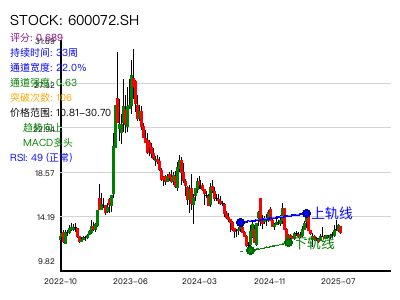 STOCK: 600072.SH
评分: 0.689
持续时间: 33周
通道宽度: 22.0%
通道强度: 0.63
突破次数: 106
价格范围: 10.81–30.70
MACD多头
RSI: 49 (正常)
18.57
14.19
9.82
上轨线
下轨线
2022–10
2023–06
2024–03
2024–11
2025–07